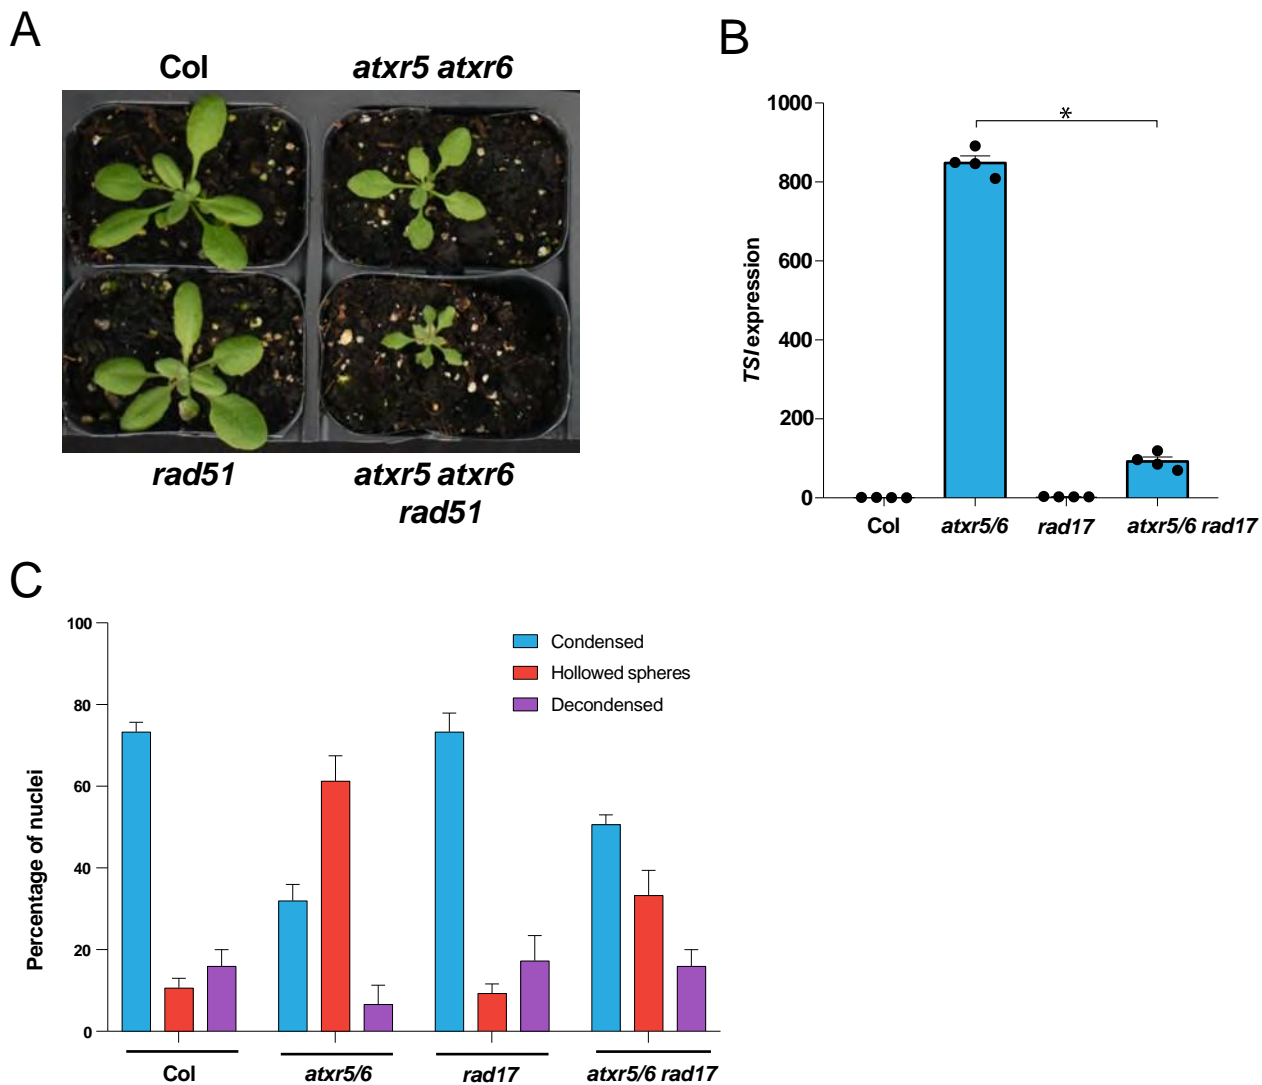 A
Col
atxr5 atxr6
rad51
atxr5 atxr6
rad51
B
TSI expression
1000
800
600
400
200
0
*
Col
atxr5/6
rad17
atxr5/6 rad17
C
Percentage of nuclei
100
80
60
40
20
0
Condensed
Hollowed spheres
Decondensed
Col
atxr5/6
rad17
atxr5/6 rad17